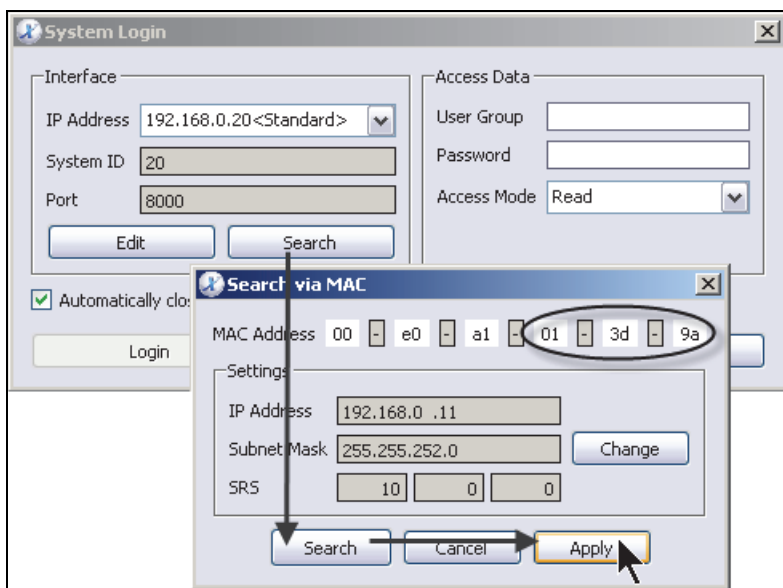 System Login
Interface
IP Address 192.168.0.20<Standard>
System ID 20
Port 8000
Edit Search
Access Data
User Group
Password
Access Mode Read
Automatically clo
Login
Search via MAC
MAC Address 00 - e0 - a1 - 01 - 3d - 9a
Settings
IP Address 192.168.0 .11
Subnet Mask 255.255.252.0 Change
SRS 10 0 0
Search Cancel Apply